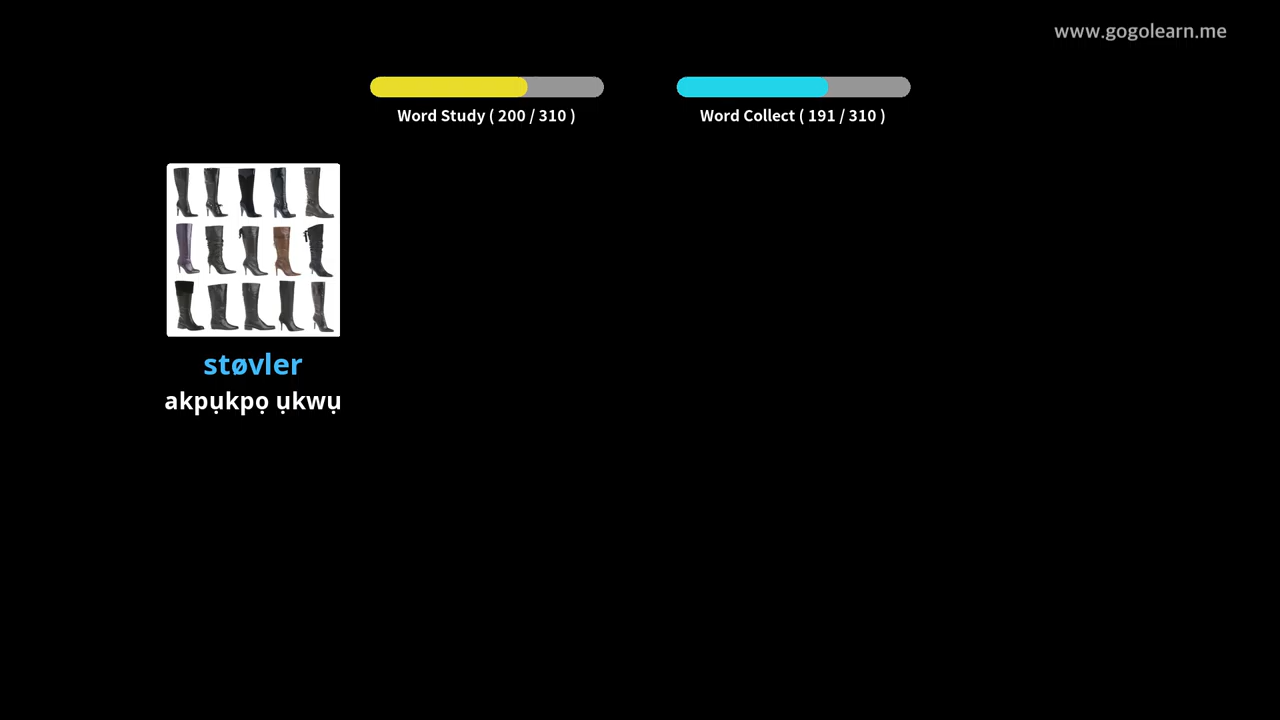 www.gogolearn.me
Word Study ( 200 / 310 )
Word Collect ( 191 / 310 )
støvler
akpụkpọ ụkwụ